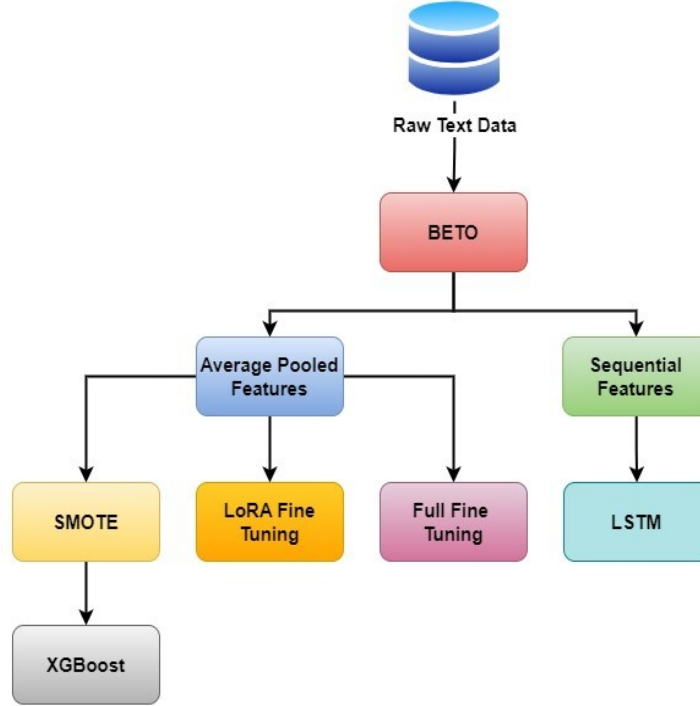 Raw Text Data
BETO
Average Pooled
Features
Sequential
Features
SMOTE
LoRA Fine
Tuning
Full Fine
Tuning
LSTM
XGBoost